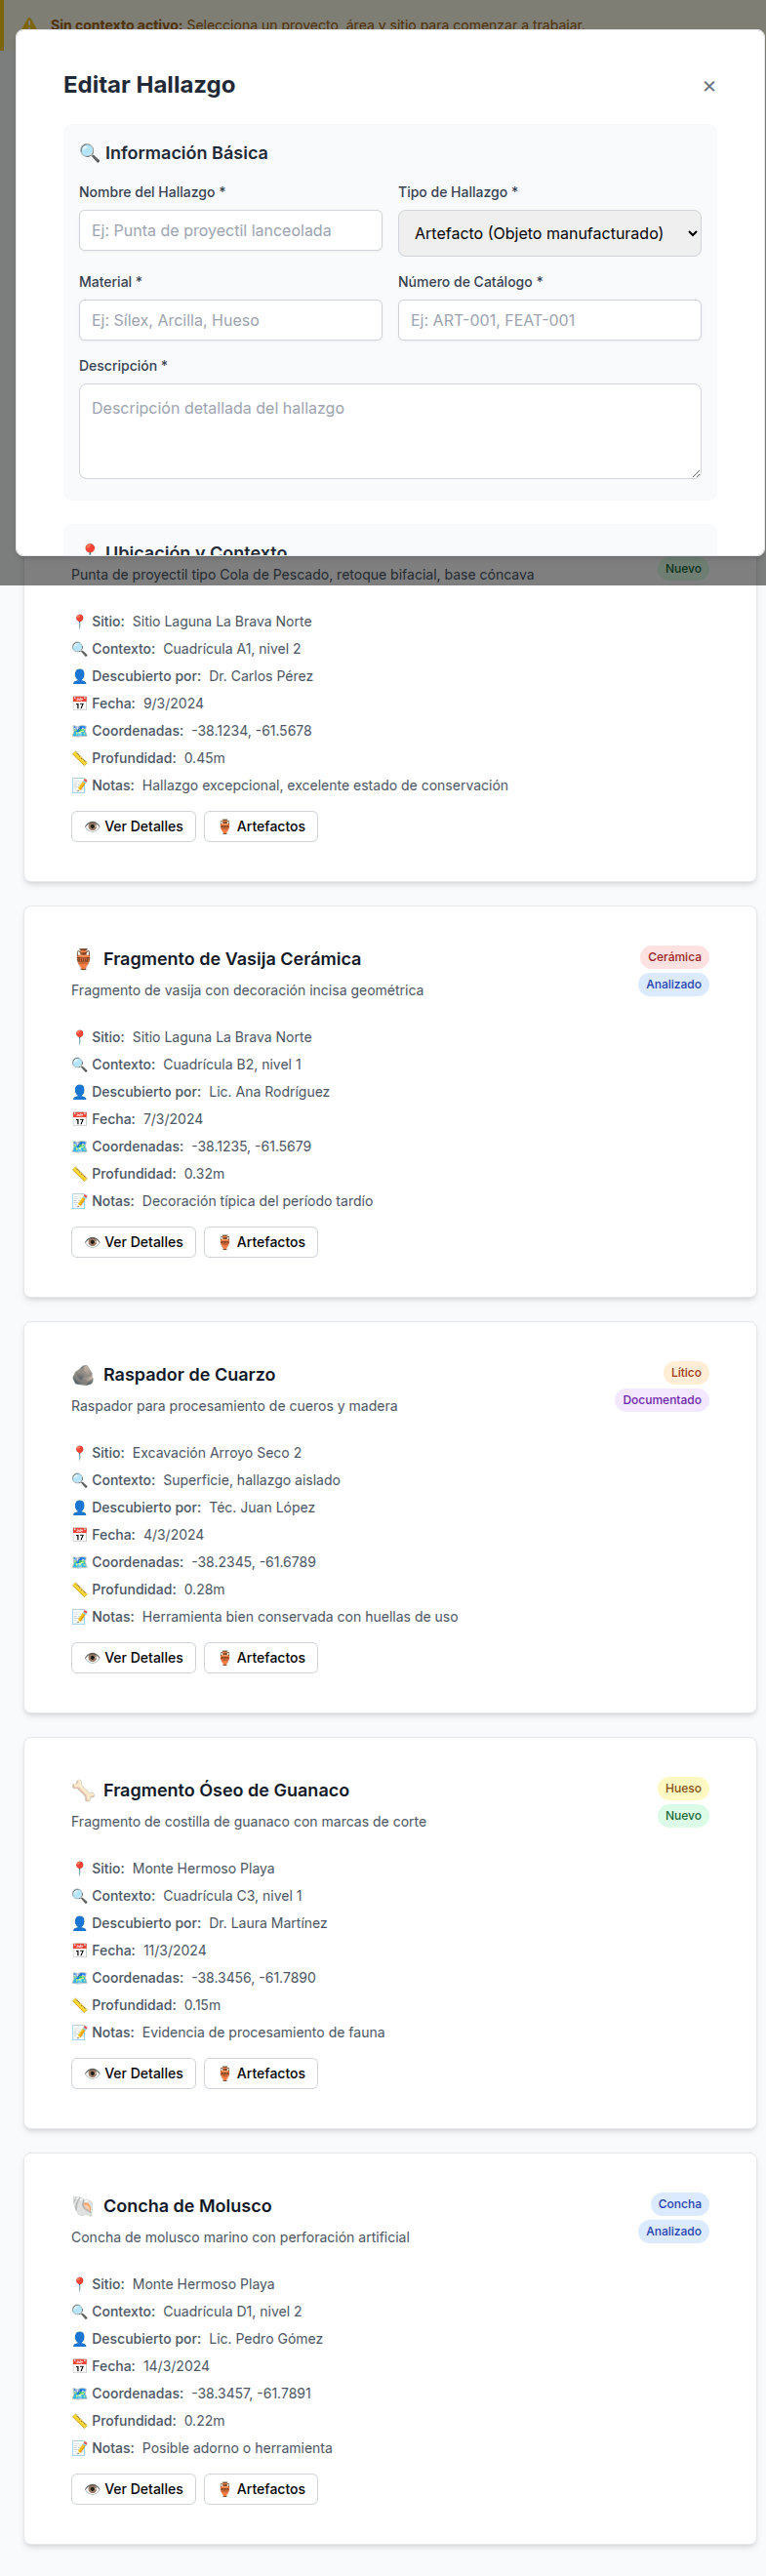 Sin contexto activo: Selecciona un proyecto, área y sitio para comenzar a trabajar.
Editar Hallazgo
×
Información Básica
Nombre del Hallazgo * Tipo de Hallazgo *
Ej: Punta de proyectil lanceolada Artefacto (Objeto manufacturado)
Material * Número de Catálogo *
Ej: Sílex, Arcilla, Hueso Ej: ART-001, FEAT-001
Descripción *
Descripción detallada del hallazgo
Ubicación y Contexto
Nuevo
Punta de proyectil tipo Cola de Pescado, retoque bifacial, base cóncava
Sitio: Sitio Laguna La Brava Norte
Contexto: Cuadrícula A1, nivel 2
Descubierto por: Dr. Carlos Pérez
Fecha: 9/3/2024
Coordenadas: -38.1234, -61.5678
Profundidad: 0.45m
Notas: Hallazgo excepcional, excelente estado de conservación
Ver Detalles Artefactos
Fragmento de Vasija Cerámica Cerámica
Analizado
Fragmento de vasija con decoración incisa geométrica
Sitio: Sitio Laguna La Brava Norte
Contexto: Cuadrícula B2, nivel 1
Descubierto por: Lic. Ana Rodríguez
Fecha: 7/3/2024
Coordenadas: -38.1235, -61.5679
Profundidad: 0.32m
Notas: Decoración típica del período tardío
Ver Detalles Artefactos
Raspador de Cuarzo Lítico
Documentado
Raspador para procesamiento de cueros y madera
Sitio: Excavación Arroyo Seco 2
Contexto: Superficie, hallazgo aislado
Descubierto por: Téc. Juan López
Fecha: 4/3/2024
Coordenadas: -38.2345, -61.6789
Profundidad: 0.28m
Notas: Herramienta bien conservada con huellas de uso
Ver Detalles Artefactos
Fragmento Óseo de Guanaco Hueso
Nuevo
Fragmento de costilla de guanaco con marcas de corte
Sitio: Monte Hermoso Playa
Contexto: Cuadrícula C3, nivel 1
Descubierto por: Dr. Laura Martínez
Fecha: 11/3/2024
Coordenadas: -38.3456, -61.7890
Profundidad: 0.15m
Notas: Evidencia de procesamiento de fauna
Ver Detalles Artefactos
Concha de Molusco Concha
Analizado
Concha de molusco marino con perforación artificial
Sitio: Monte Hermoso Playa
Contexto: Cuadrícula D1, nivel 2
Descubierto por: Lic. Pedro Gómez
Fecha: 14/3/2024
Coordenadas: -38.3457, -61.7891
Profundidad: 0.22m
Notas: Posible adorno o herramienta
Ver Detalles Artefactos